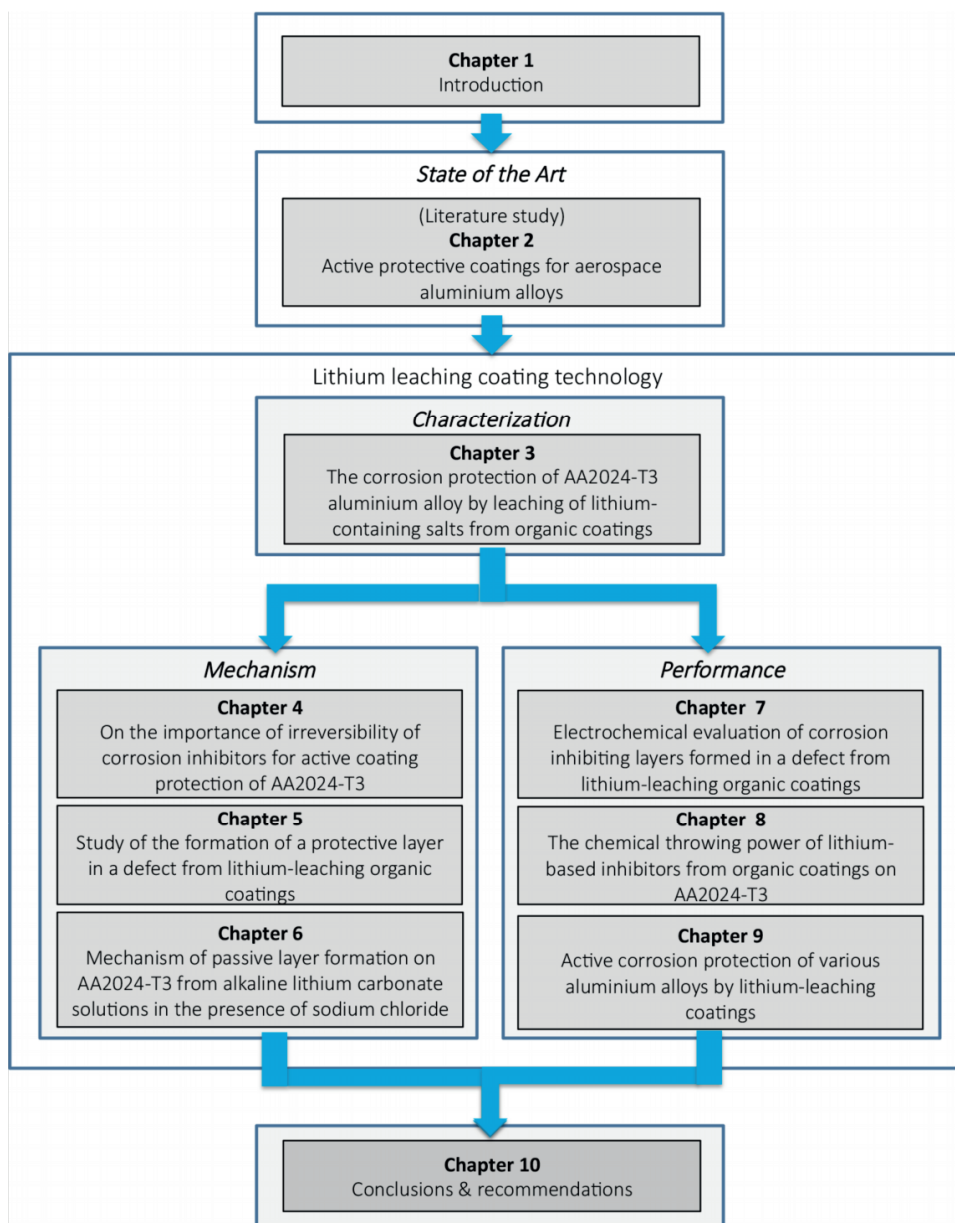 Chapter 1
Introduction
State of the Art
(Literature study)
Chapter 2
Active protective coatings for aerospace
aluminium alloys
Lithium leaching coating technology
Characterization
Chapter 3
The corrosion protection of AA2024-T3
aluminium alloy by leaching of lithium-
containing salts from organic coatings
Mechanism
Chapter 4
On the importance of irreversibility of
corrosion inhibitors for active coating
protection of AA2024-T3
Chapter 5
Study of the formation of a protective layer
in a defect from lithium-leaching organic
coatings
Chapter 6
Mechanism of passive layer formation on
AA2024-T3 from alkaline lithium carbonate
solutions in the presence of sodium chloride
Performance
Chapter 7
Electrochemical evaluation of corrosion
inhibiting layers formed in a defect from
lithium-leaching organic coatings
Chapter 8
The chemical throwing power of lithium-
based inhibitors from organic coatings on
AA2024-T3
Chapter 9
Active corrosion protection of various
aluminium alloys by lithium-leaching
coatings
Chapter 10
Conclusions & recommendations